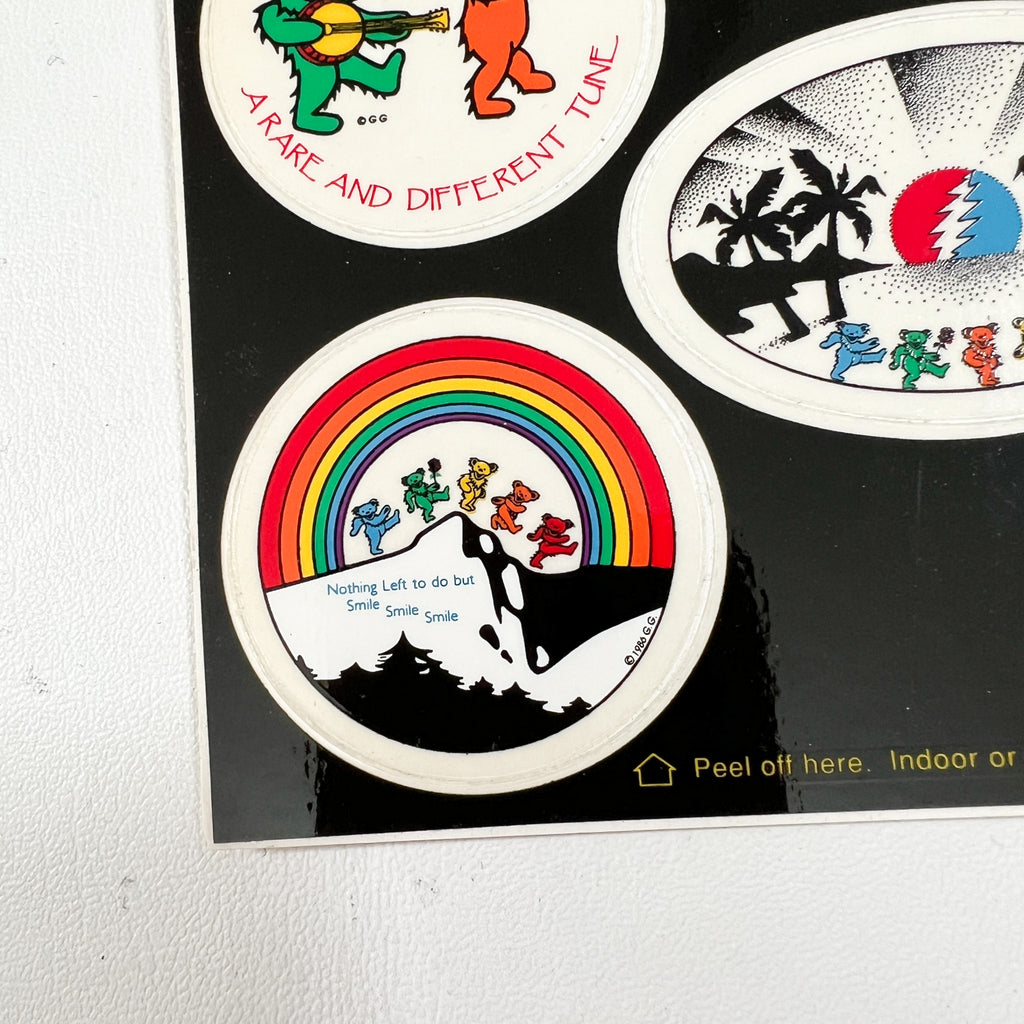 ©GG
A RARE AND DIFFERENT TUNE
Nothing Left to do but
Smile Smile Smile
©1986 G.G.
Peel off here. Indoor or